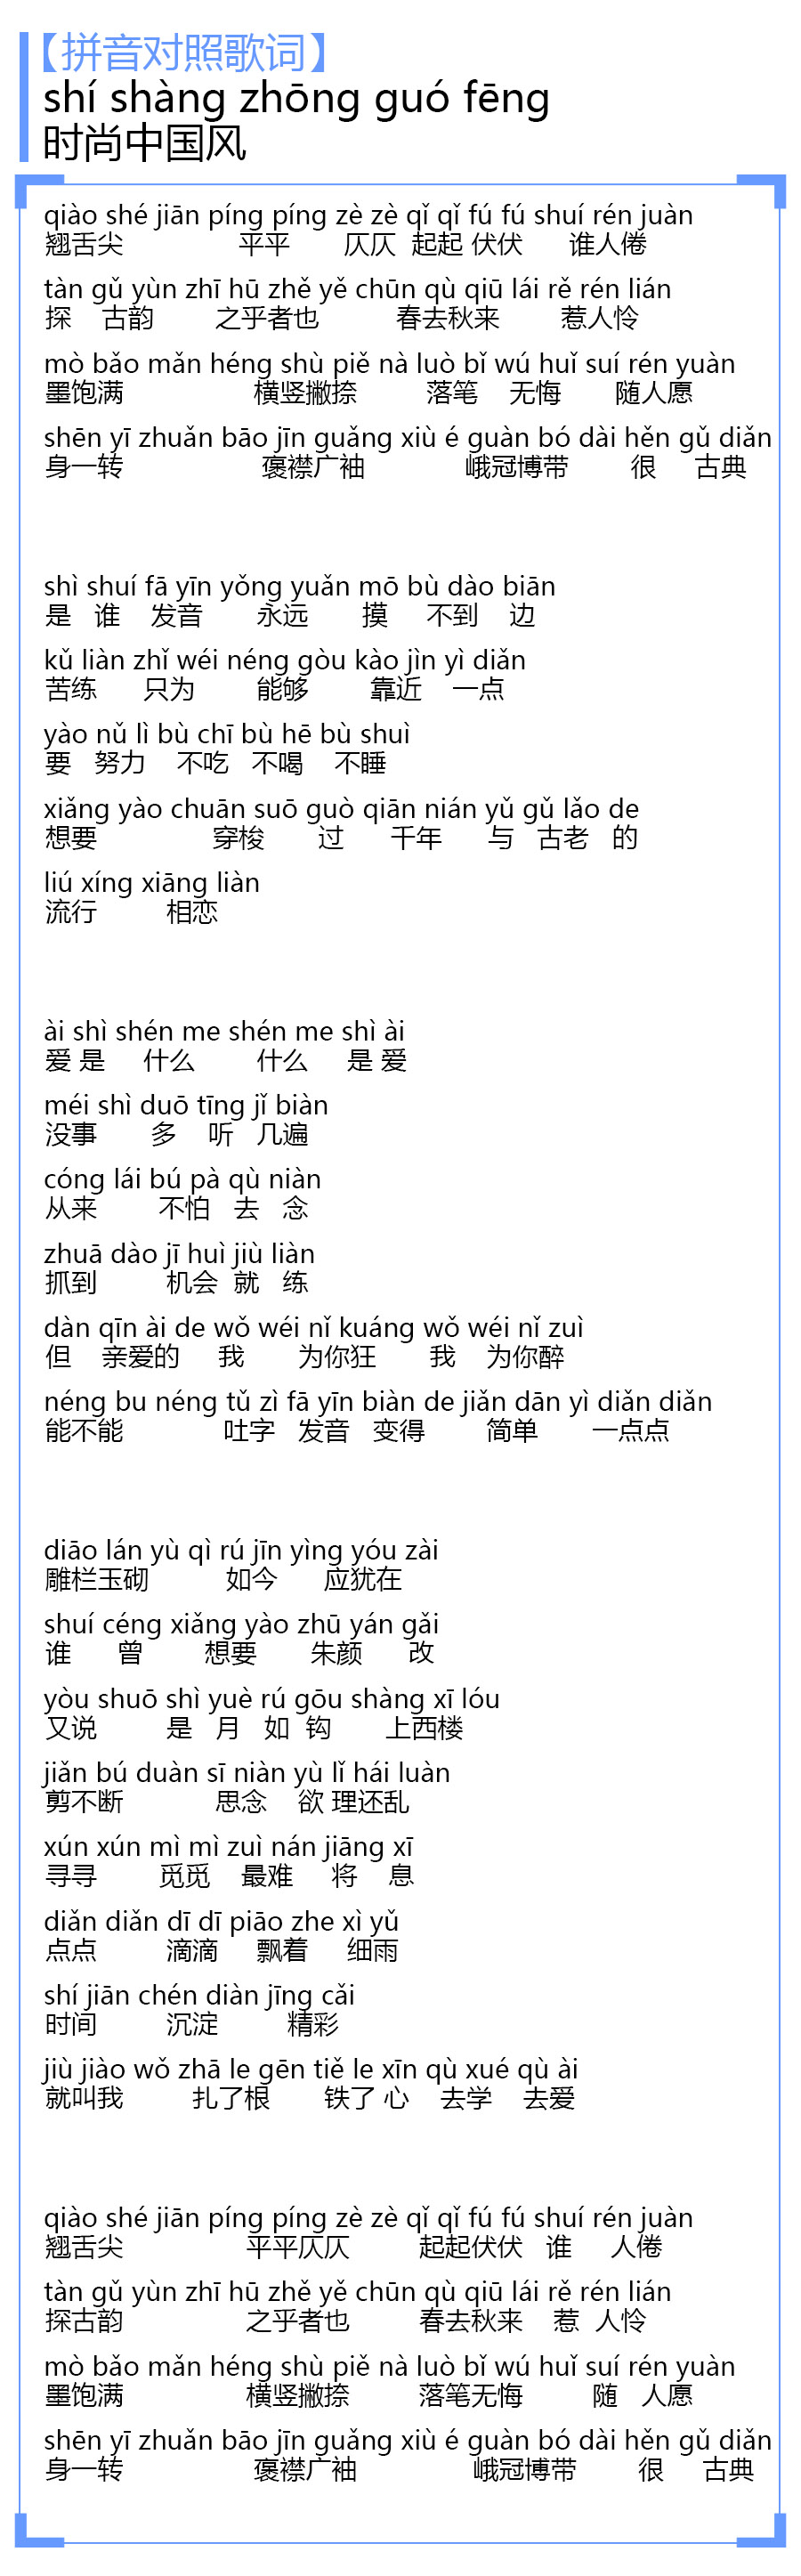 【拼音对照歌词】
shí shàng zhōng guó fēng
时尚中国风
qiào shé jiān píng píng zè zè qǐ qǐ fú fú shuí rén juàn
翘舌尖 平平 仄仄 起起 伏伏 谁人倦
tàn gǔ yùn zhī hū zhě yě chūn qù qiū lái rě rén lián
探 古韵 之乎者也 春去秋来 惹人怜
mò bǎo mǎn héng shù piě nà luò bǐ wú huǐ suí rén yuàn
墨饱满 横竖撇捺 落笔 无悔 随人愿
shēn yī zhuǎn bāo jīn guǎng xiù é guàn bó dài hěn gǔ diǎn
身一转 褒襟广袖 峨冠博带 很 古典
shì shuí fā yīn yǒng yuǎn mō bù dào biān
是 谁 发音 永远 摸 不到 边
kǔ liàn zhǐ wéi néng gòu kào jìn yì diǎn
苦练 只为 能够 靠近 一点
yào nǔ lì bù chī bù hē bù shuì
要 努力 不吃 不喝 不睡
xiǎng yào chuān suō guò qiān nián yǔ gǔ lǎo de
想要 穿梭 过 千年 与 古老 的
liú xíng xiāng liàn
流行 相恋
ài shì shén me shén me shì ài
爱 是 什么 什么 是 爱
méi shì duō tīng jǐ biàn
没事 多 听 几遍
cóng lái bú pà qù niàn
从来 不怕 去 念
zhuā dào jī huì jiù liàn
抓到 机会 就 练
dàn qīn ài de wǒ wéi nǐ kuáng wǒ wéi nǐ zuì
但 亲爱的 我 为你狂 我 为你醉
néng bu néng tǔ zì fā yīn biàn de jiǎn dān yì diǎn diǎn
能不能 吐字 发音 变得 简单 一点点
diāo lán yù qì rú jīn yìng yóu zài
雕栏玉砌 如今 应犹在
shuí céng xiǎng yào zhū yán gǎi
谁 曾 想要 朱颜 改
yòu shuō shì yuè rú gōu shàng xī lóu
又说 是 月 如 钩 上西楼
jiǎn bú duàn sī niàn yù lǐ hái luàn
剪不断 思念 欲 理还乱
xún xún mì mì zuì nán jiāng xī
寻寻 觅觅 最难 将 息
diǎn diǎn dī dī piāo zhe xì yǔ
点点 滴滴 飘着 细雨
shí jiān chén diàn jīng cǎi
时间 沉淀 精彩
jiù jiào wǒ zhā le gēn tiě le xīn qù xué qù ài
就叫我 扎了根 铁了 心 去学 去爱
qiào shé jiān píng píng zè zè qǐ qǐ fú fú shuí rén juàn
翘舌尖 平平仄仄 起起伏伏 谁 人倦
tàn gǔ yùn zhī hū zhě yě chūn qù qiū lái rě rén lián
探古韵 之乎者也 春去秋来 惹 人怜
mò bǎo mǎn héng shù piě nà luò bǐ wú huǐ suí rén yuàn
墨饱满 横竖撇捺 落笔无悔 随 人愿
shēn yī zhuǎn bāo jīn guǎng xiù é guàn bó dài hěn gǔ diǎn
身一转 褒襟广袖 峨冠博带 很 古典